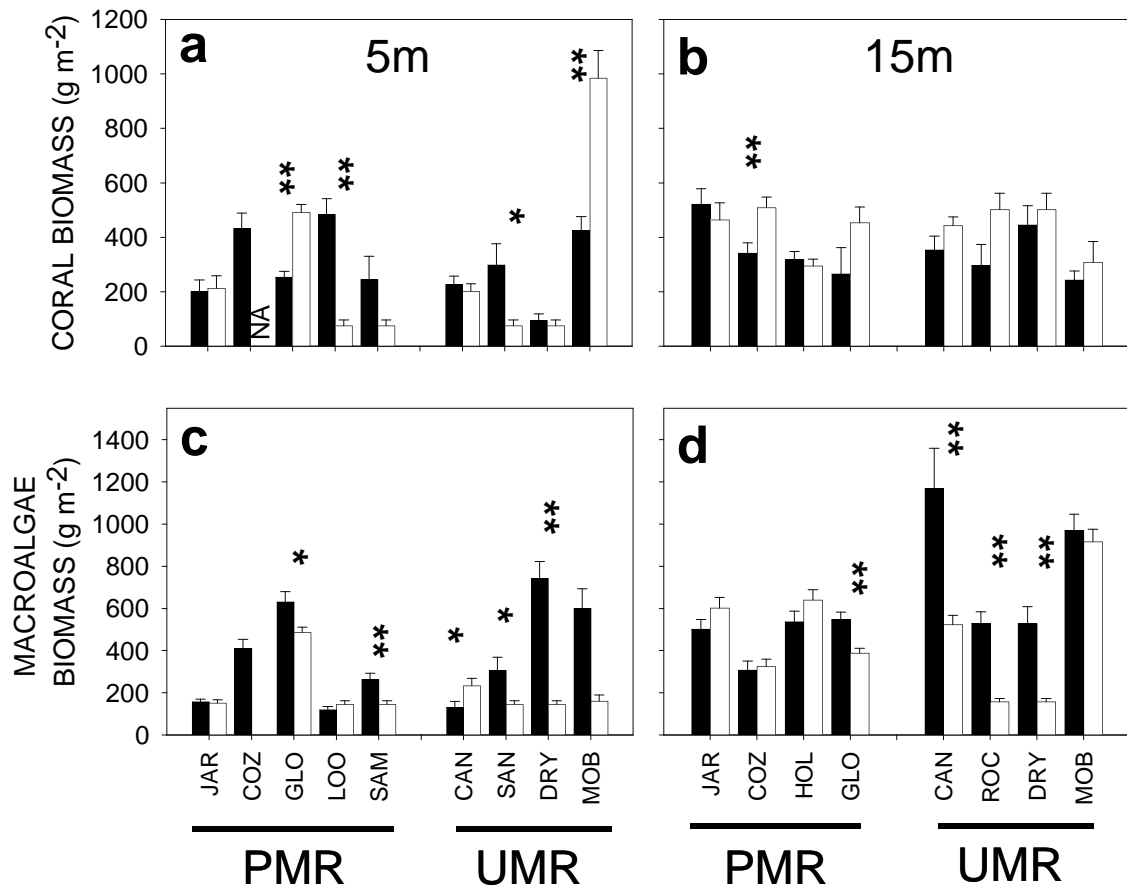 a
5m
b
15m
CORAL BIOMASS (g m-2)
1200
1000
800
600
400
200
0
**
**
*
**
**
NA
c
d
MACROALGAE
BIOMASS (g m-2)
1400
1200
1000
800
600
400
200
0
*
**
*
*
**
**
**
**
**
JAR
COZ
GLO
LOO
SAM
CAN
SAN
DRY
MOB
JAR
COZ
HOL
GLO
CAN
ROC
DRY
MOB
PMR
UMR
PMR
UMR